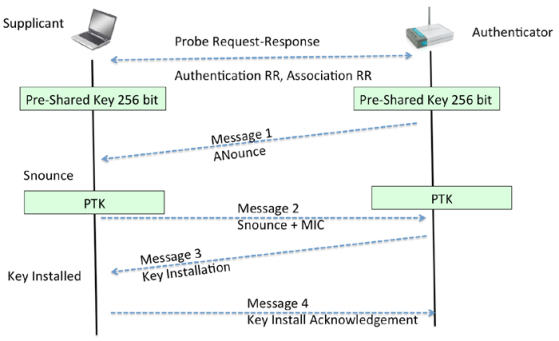 Supplicant
Authenticator
Probe Request-Response
Authentication RR, Association RR
Pre-Shared Key 256 bit
Pre-Shared Key 256 bit
Message 1
ANounce
Snounce
PTK
PTK
Message 2
Snounce + MIC
Message 3
Key Installation
Key Installed
Message 4
Key Install Acknowledgement